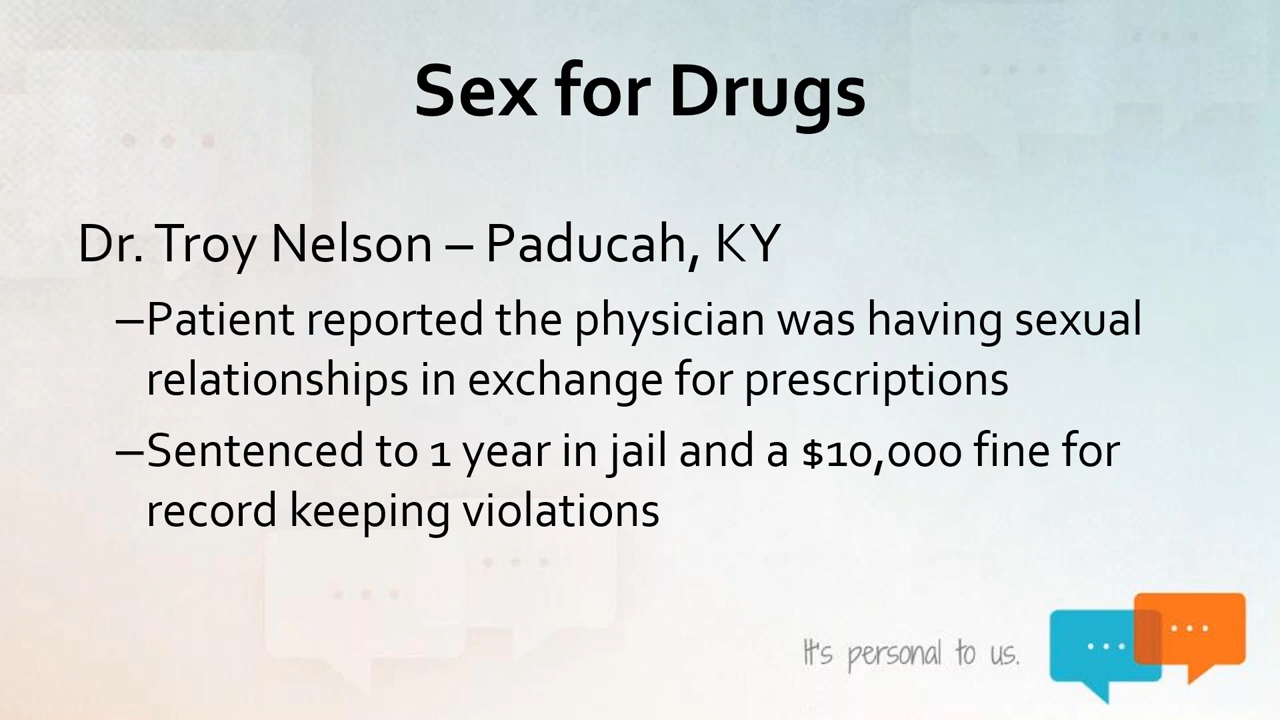 Sex for Drugs
Dr. Troy Nelson – Paducah, KY
–Patient reported the physician was having sexual
relationships in exchange for prescriptions
–Sentenced to 1 year in jail and a $10,000 fine for
record keeping violations
It's personal to us.